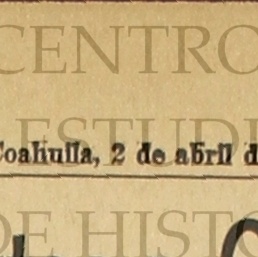 CENTRO
ESTUDI
Coahuila, 2 de abril d
DE HISTO